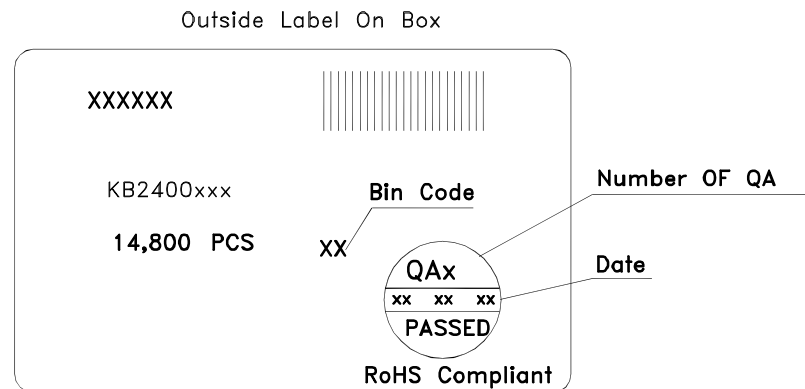 Outside Label On Box
XXXXXX
KB2400xxx
Bin Code
Number OF QA
14,800 PCS
XX
QAx
Date
xx xx xx
PASSED
RoHS Compliant